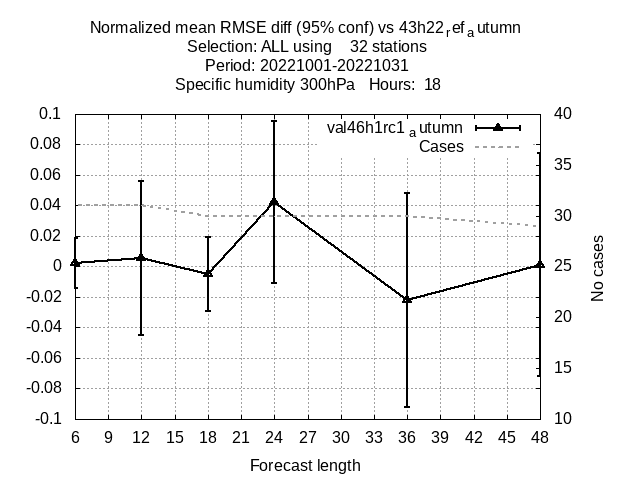 Normalized mean RMSE diff (95% conf) vs 43h22refautumn
Selection: ALL using 32 stations
Period: 20221001-20221031
Specific humidity 300hPa Hours: 18
0.1
0.08
0.06
0.04
0.02
0
-0.02
-0.04
-0.06
-0.08
-0.1
val46h1rc1autumn
Cases
40
35
30
25
20
15
10
No cases
6 9 12 15 18 21 24 27 30 33 36 39 42 45 48
Forecast length